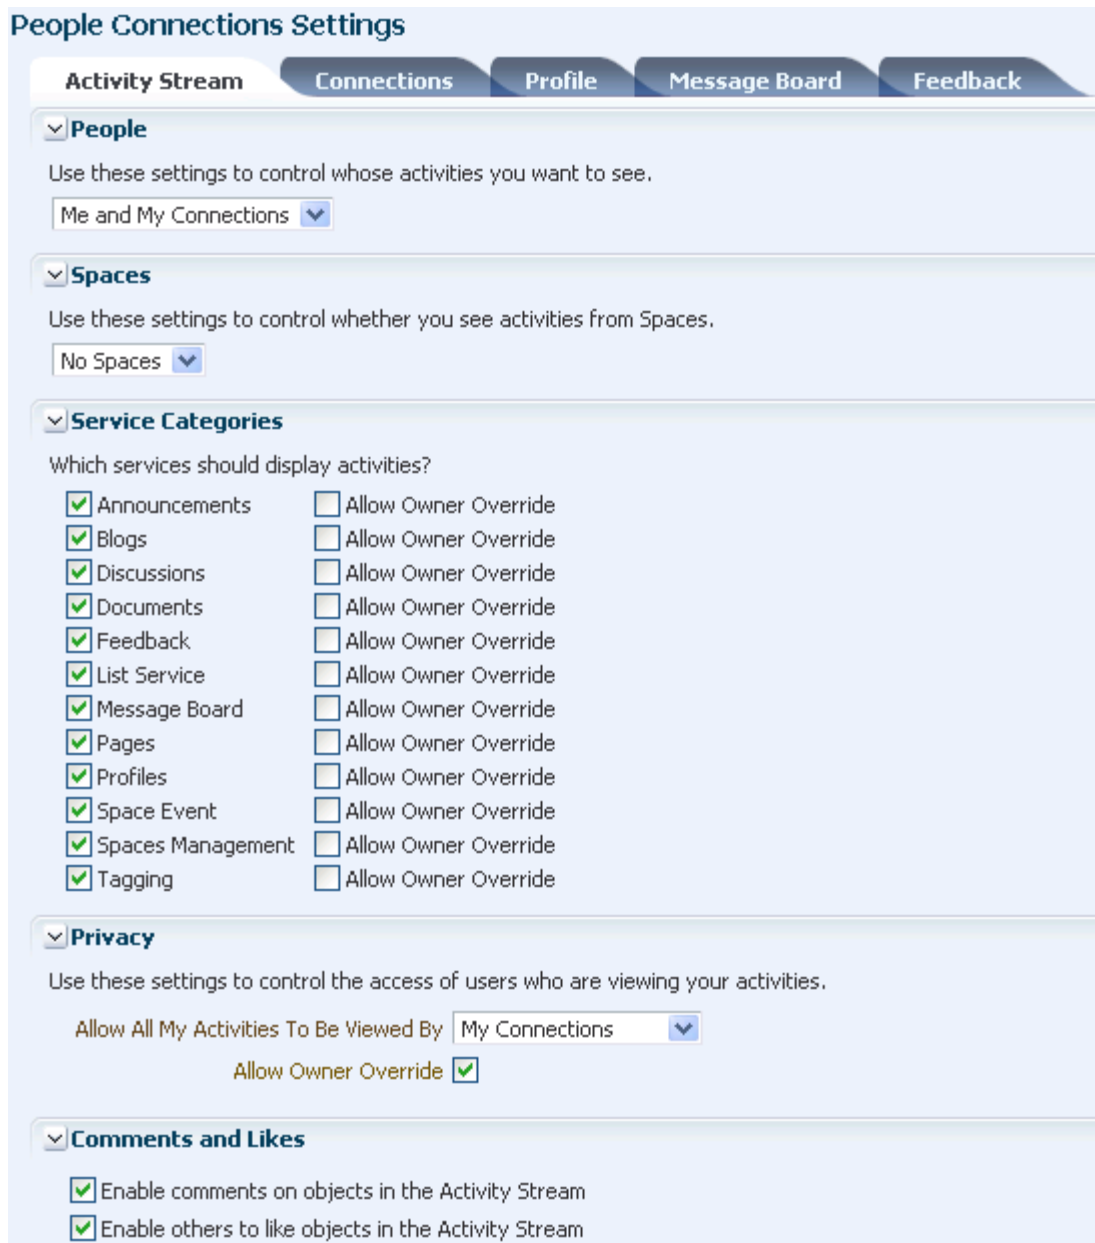 People Connections Settings
Activity Stream Connections Profile Message Board Feedback
People
Use these settings to control whose activities you want to see.
Me and My Connections
Spaces
Use these settings to control whether you see activities from Spaces.
No Spaces
Service Categories
Which services should display activities?
Announcements Allow Owner Override
Blogs Allow Owner Override
Discussions Allow Owner Override
Documents Allow Owner Override
Feedback Allow Owner Override
List Service Allow Owner Override
Message Board Allow Owner Override
Pages Allow Owner Override
Profiles Allow Owner Override
Space Event Allow Owner Override
Spaces Management Allow Owner Override
Tagging Allow Owner Override
Privacy
Use these settings to control the access of users who are viewing your activities.
Allow All My Activities To Be Viewed By My Connections
Allow Owner Override
Comments and Likes
Enable comments on objects in the Activity Stream
Enable others to like objects in the Activity Stream